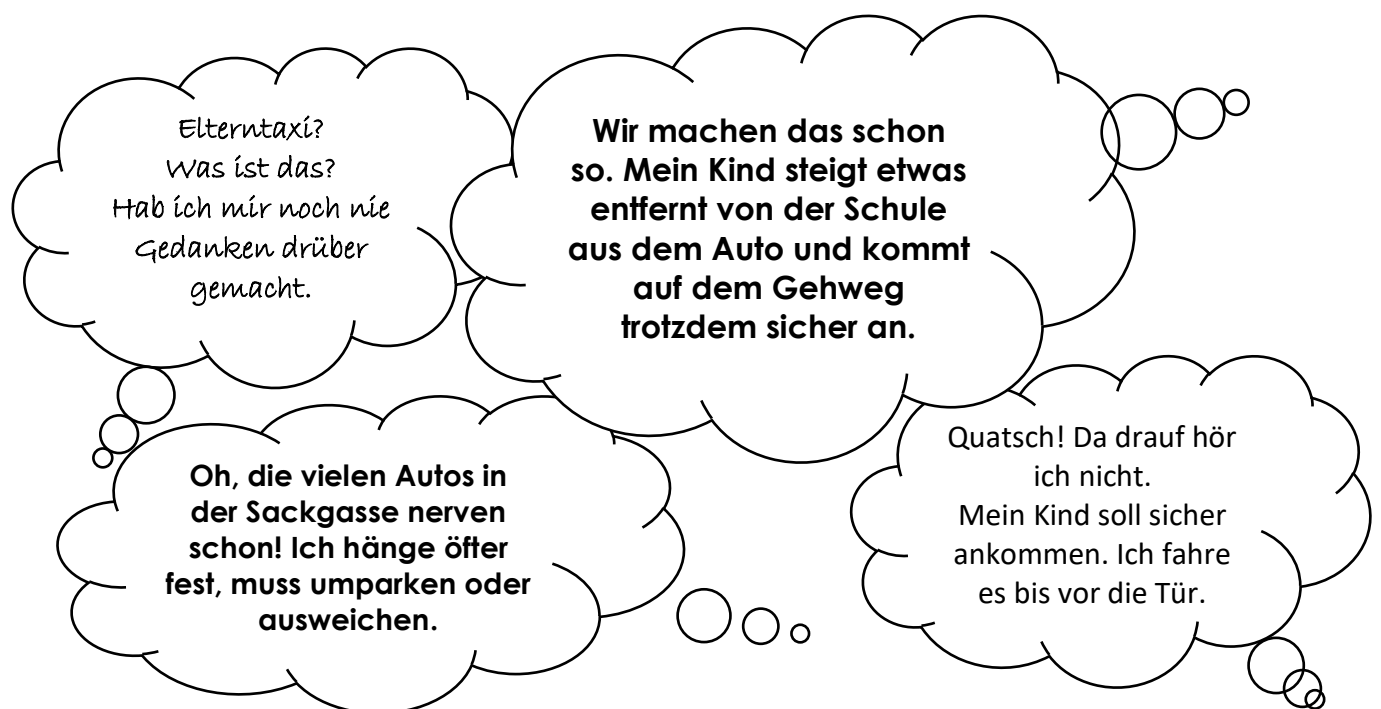 Elterntaxi?
Was ist das?
Hab ich mir noch nie
Gedanken drüber
gemacht.
Wir machen das schon
so. Mein Kind steigt etwas
entfernt von der Schule
aus dem Auto und kommt
auf dem Gehweg
trotzdem sicher an.
Oh, die vielen Autos in
der Sackgasse nerven
schon! Ich hänge öfter
fest, muss umparken oder
ausweichen.
Quatsch! Da drauf hör
ich nicht.
Mein Kind soll sicher
ankommen. Ich fahre
es bis vor die Tür.